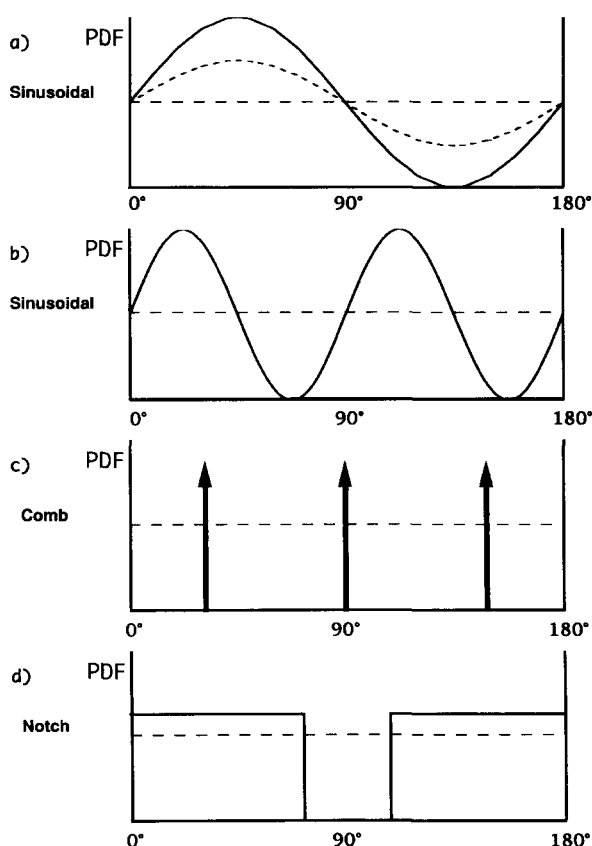 a) PDF
Sinusoidal
0° 90° 180°
b) PDF
Sinusoidal
0° 90° 180°
c) PDF
Comb
0° 90° 180°
d) PDF
Notch
0° 90° 180°